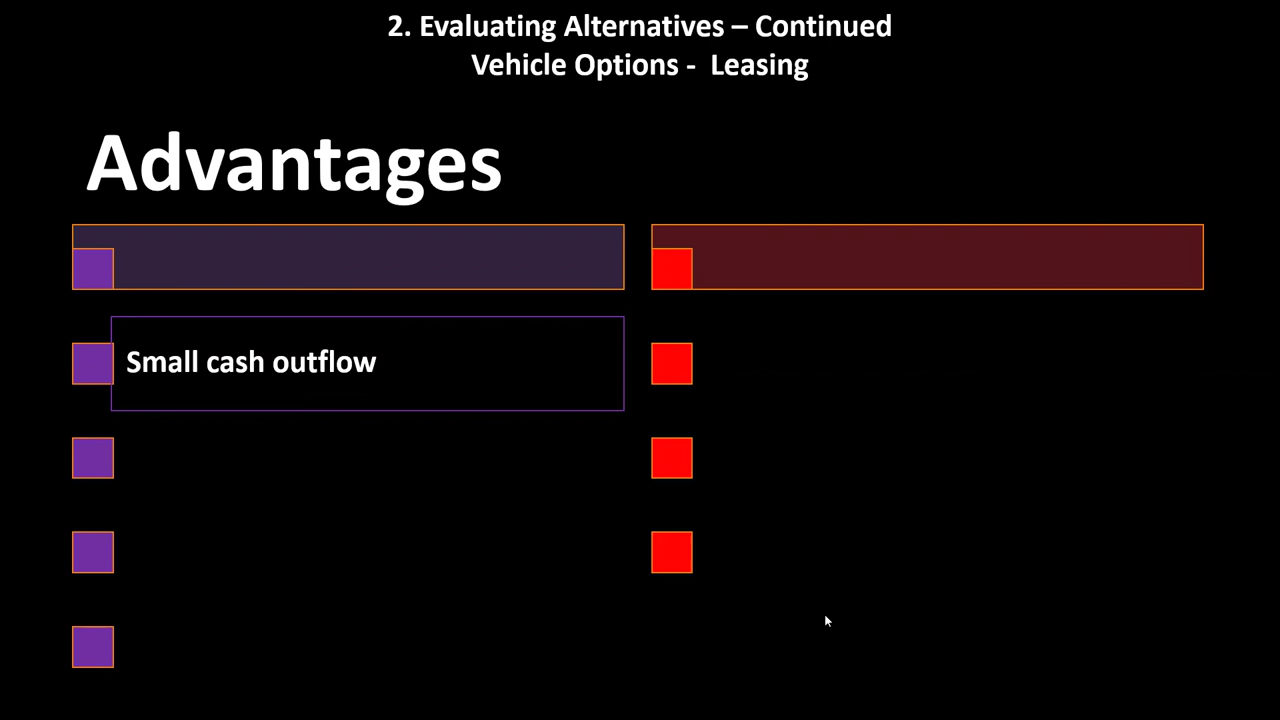 2. Evaluating Alternatives – Continued
Vehicle Options -  Leasing
Advantages
Small cash outflow